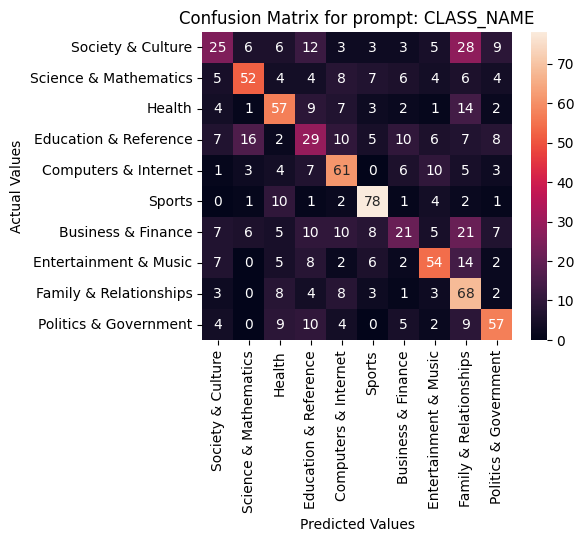 Confusion Matrix for prompt: CLASS_NAME
Society & Culture 25 6 6 12 3 3 3 5 28 9
Science & Mathematics 5 52 4 4 8 7 6 4 6 4
Health 4 1 57 9 7 3 2 1 14 2
Education & Reference 7 16 2 29 10 5 10 6 7 8
Computers & Internet 1 3 4 7 61 0 6 10 5 3
Sports 0 1 10 1 2 78 1 4 2 1
Business & Finance 7 6 5 10 10 8 21 5 21 7
Entertainment & Music 7 0 5 8 2 6 2 54 14 2
Family & Relationships 3 0 8 4 8 3 1 3 68 2
Politics & Government 4 0 9 10 4 0 5 2 9 57
Actual Values
Society & Culture
Science & Mathematics
Health
Education & Reference
Computers & Internet
Sports
Business & Finance
Entertainment & Music
Family & Relationships
Politics & Government
Predicted Values
70
60
50
40
30
20
10
0